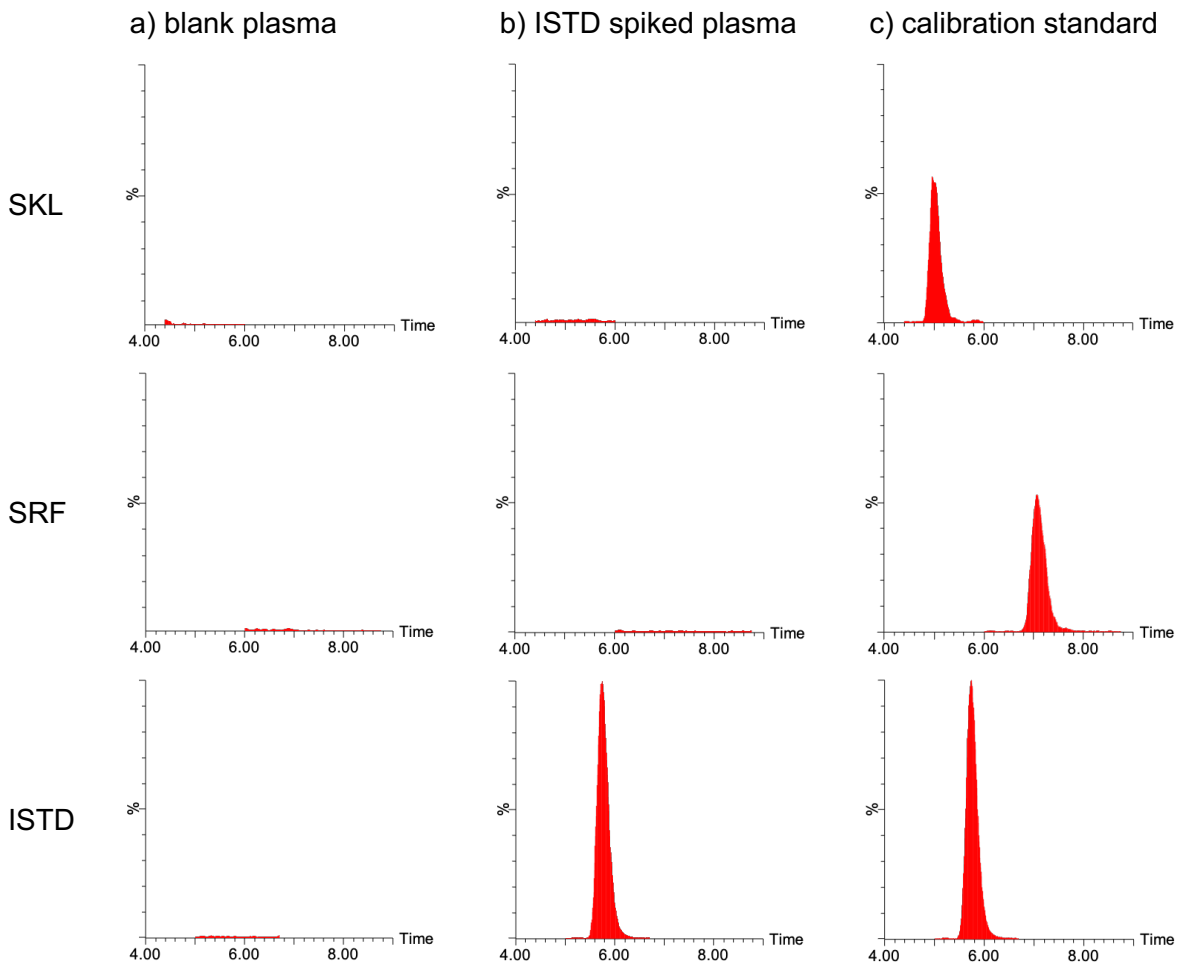 a) blank plasma b) ISTD spiked plasma c) calibration standard
SKL
% % %
Time Time Time
4.00 6.00 8.00 4.00 6.00 8.00 4.00 6.00 8.00
SRF
% % %
Time Time Time
4.00 6.00 8.00 4.00 6.00 8.00 4.00 6.00 8.00
ISTD
% % %
Time Time Time
4.00 6.00 8.00 4.00 6.00 8.00 4.00 6.00 8.00